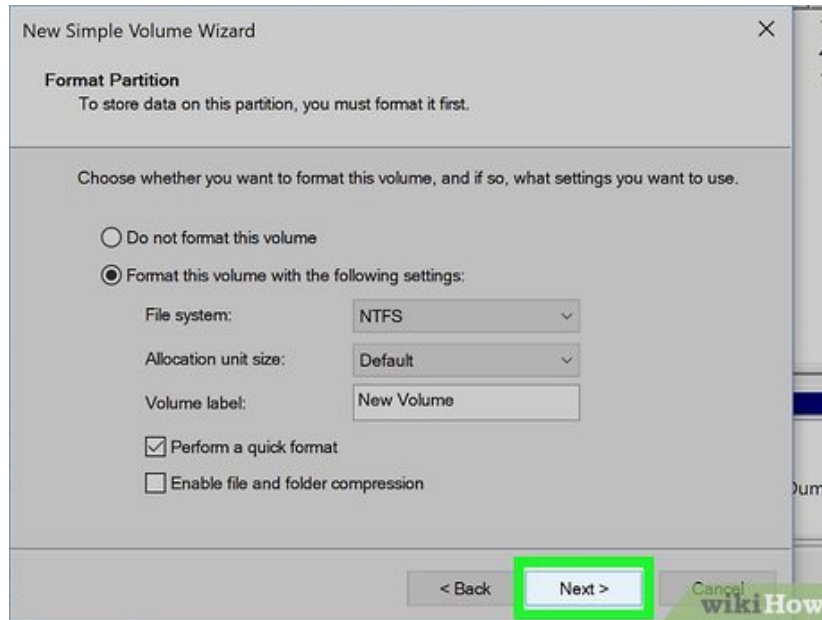 New Simple Volume Wizard
Format Partition
To store data on this partition, you must format it first.
Choose whether you want to format this volume, and if so, what settings you want to use.
Do not format this volume
Format this volume with the following settings:
File system: NTFS
Allocation unit size: Default
Volume label: New Volume
Perform a quick format
Enable file and folder compression
< Back Next > Cancel
wikiHow